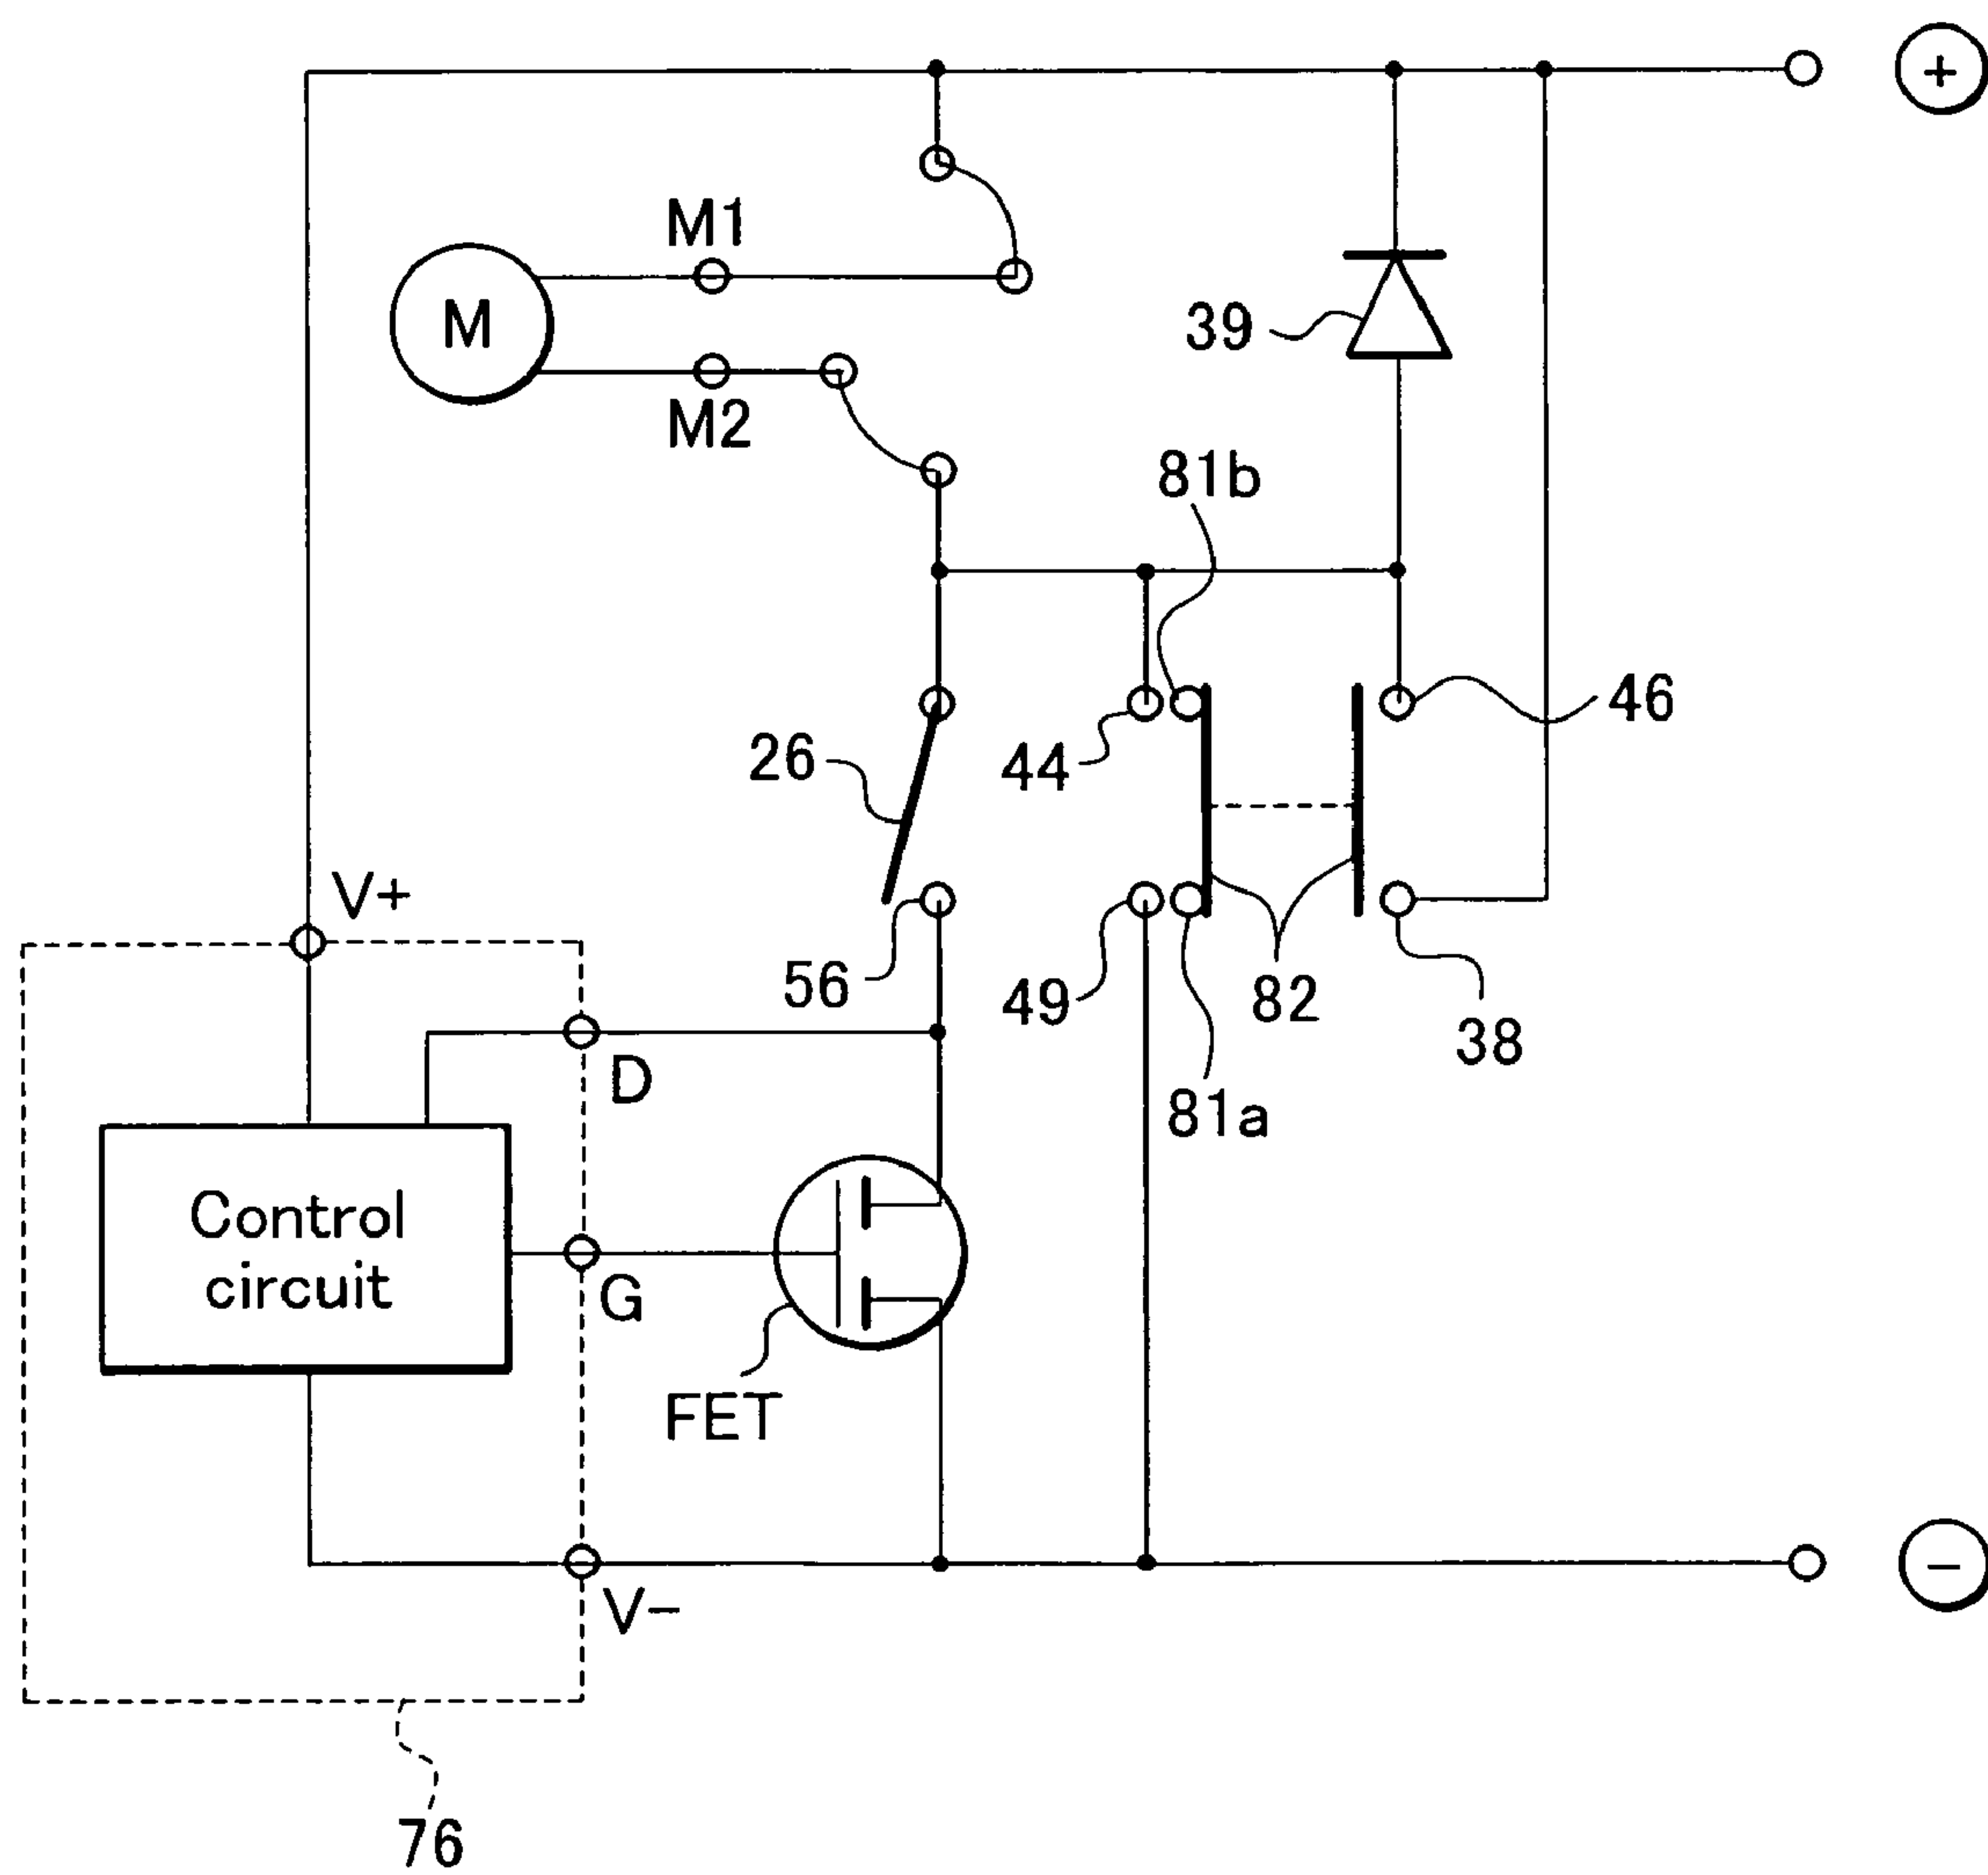 +
M1
M
39
M2
81b
46
26
44
V+
56
49
82
38
D
81a
Control
circuit
G
FET
−
V−
76